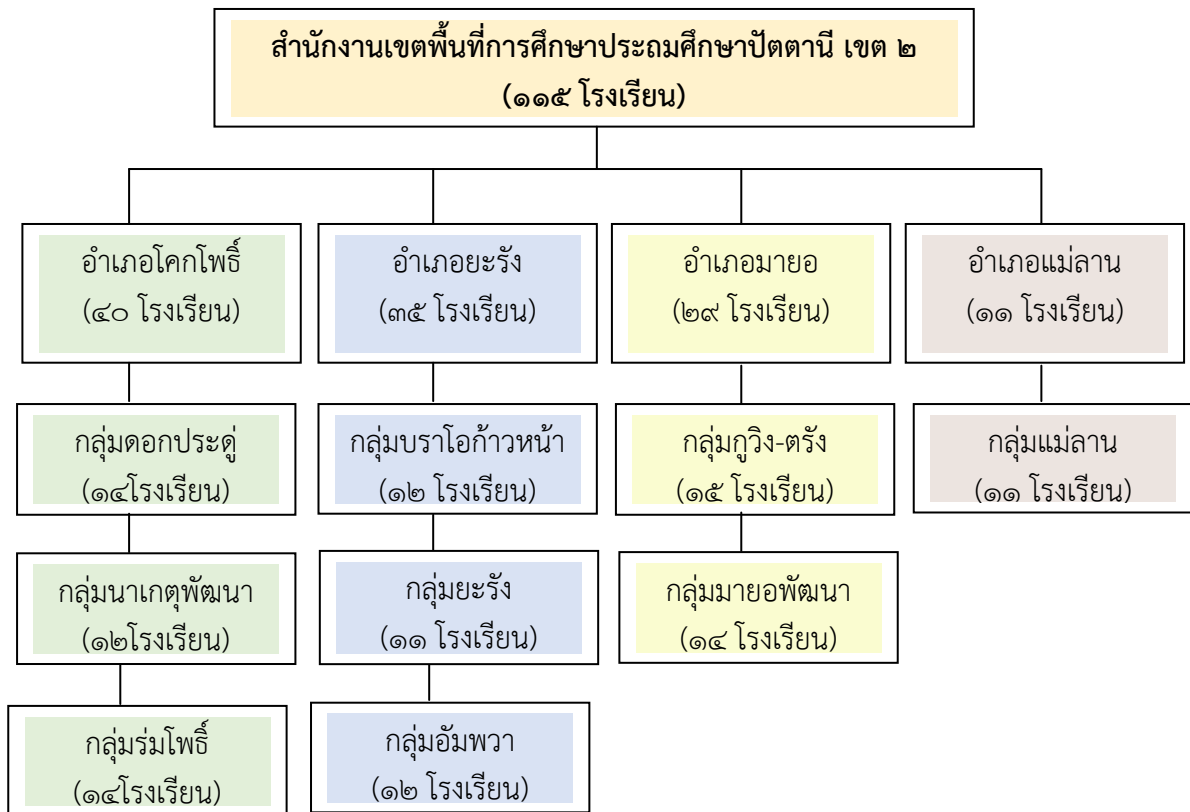 สำนักงานเขตพื้นที่การศึกษาประถมศึกษาปัตตานี เขต ๒
(๑๑๕ โรงเรียน)
อำเภอโคกโพธิ์
(๔๐ โรงเรียน)
อำเภอยะรัง
(๓๕ โรงเรียน)
อำเภอมายอ
(๒๙ โรงเรียน)
อำเภอแม่ลาน
(๑๑ โรงเรียน)
กลุ่มดอกประดู่
(๑๔โรงเรียน)
กลุ่มบราโอก้าวหน้า
(๑๒ โรงเรียน)
กลุ่มกูวิง-ตรัง
(๑๕ โรงเรียน)
กลุ่มแม่ลาน
(๑๑ โรงเรียน)
กลุ่มนาเกตุพัฒนา
(๑๒โรงเรียน)
กลุ่มยะรัง
(๑๑ โรงเรียน)
กลุ่มมายอพัฒนา
(๑๔ โรงเรียน)
กลุ่มร่มโพธิ์
(๑๔โรงเรียน)
กลุ่มอัมพวา
(๑๒ โรงเรียน)